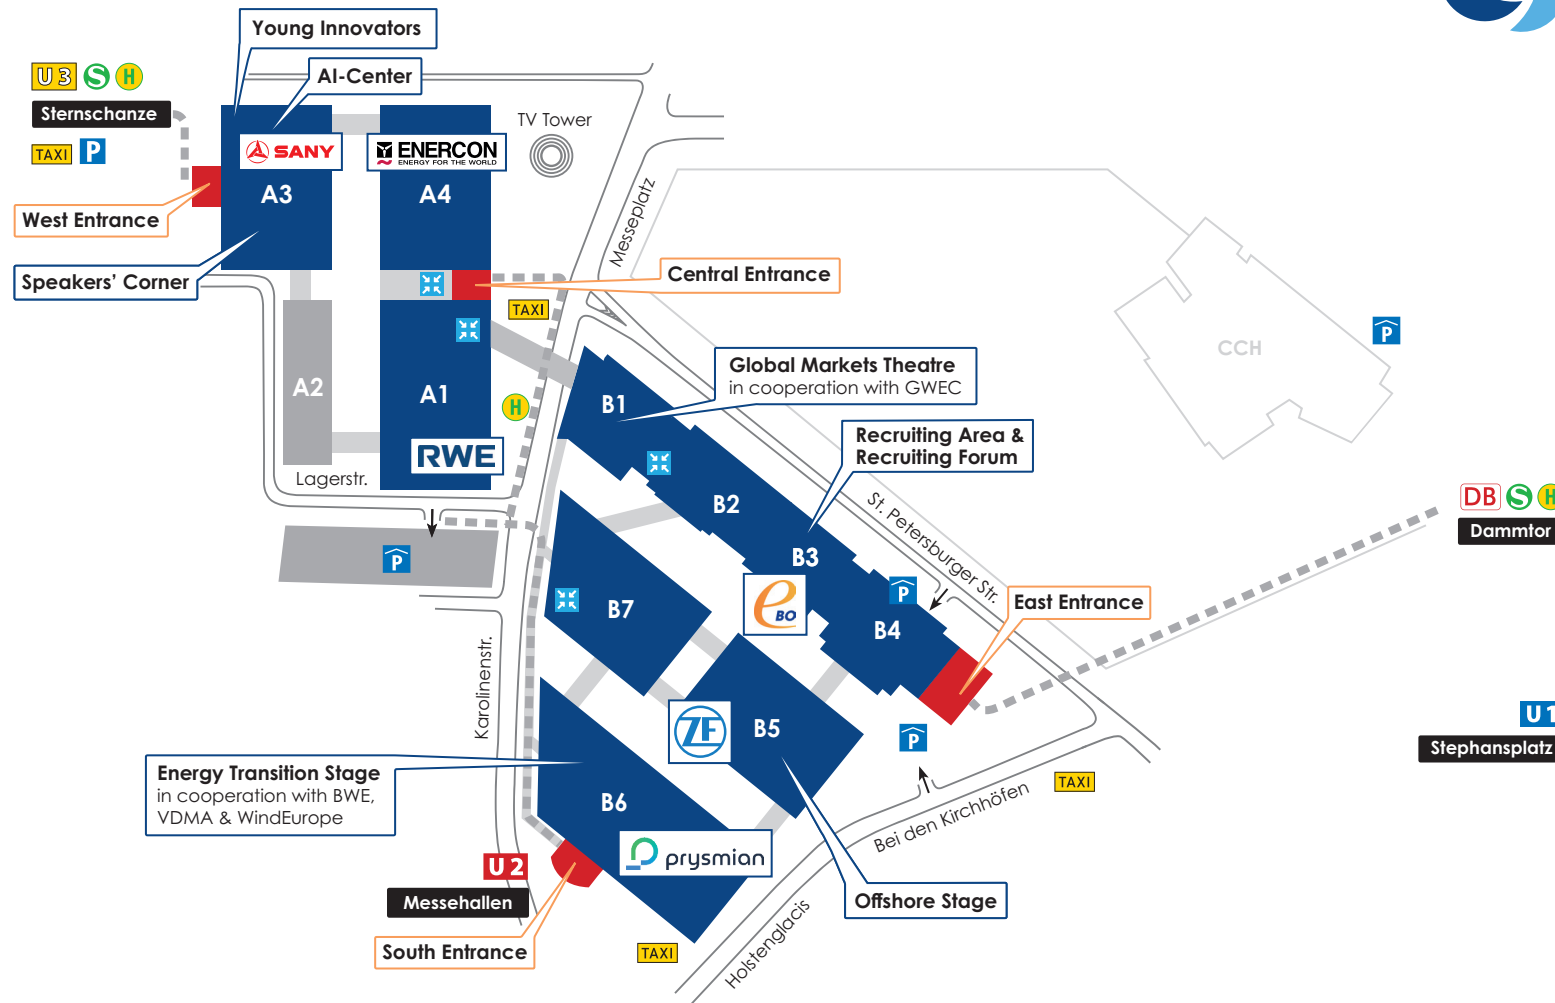 Young Innovators
U3 S H
AI-Center
Sternschanze
TV Tower
TAXI P
SANY
ENERCON
ENERGY FOR THE WORLD
A3
A4
Messeplatz
West Entrance
Speakers' Corner
Central Entrance
TAXI
P
CCH
Global Markets Theatre
in cooperation with GWEC
A2
A1
H
B1
Recruiting Area &
Recruiting Forum
RWE
Lagerstr.
B2
St. Petersburger Str.
DB S H
Dammtor
P
B3
P
e
BO
East Entrance
B7
B4
Karolinenstr.
ZF
B5
P
U1
Stephansplatz
Energy Transition Stage
in cooperation with BWE,
VDMA & WindEurope
TAXI
B6
Bei den Kirchhöfen
prysmian
U2
Messehallen
Offshore Stage
South Entrance
TAXI
Holstenglacis